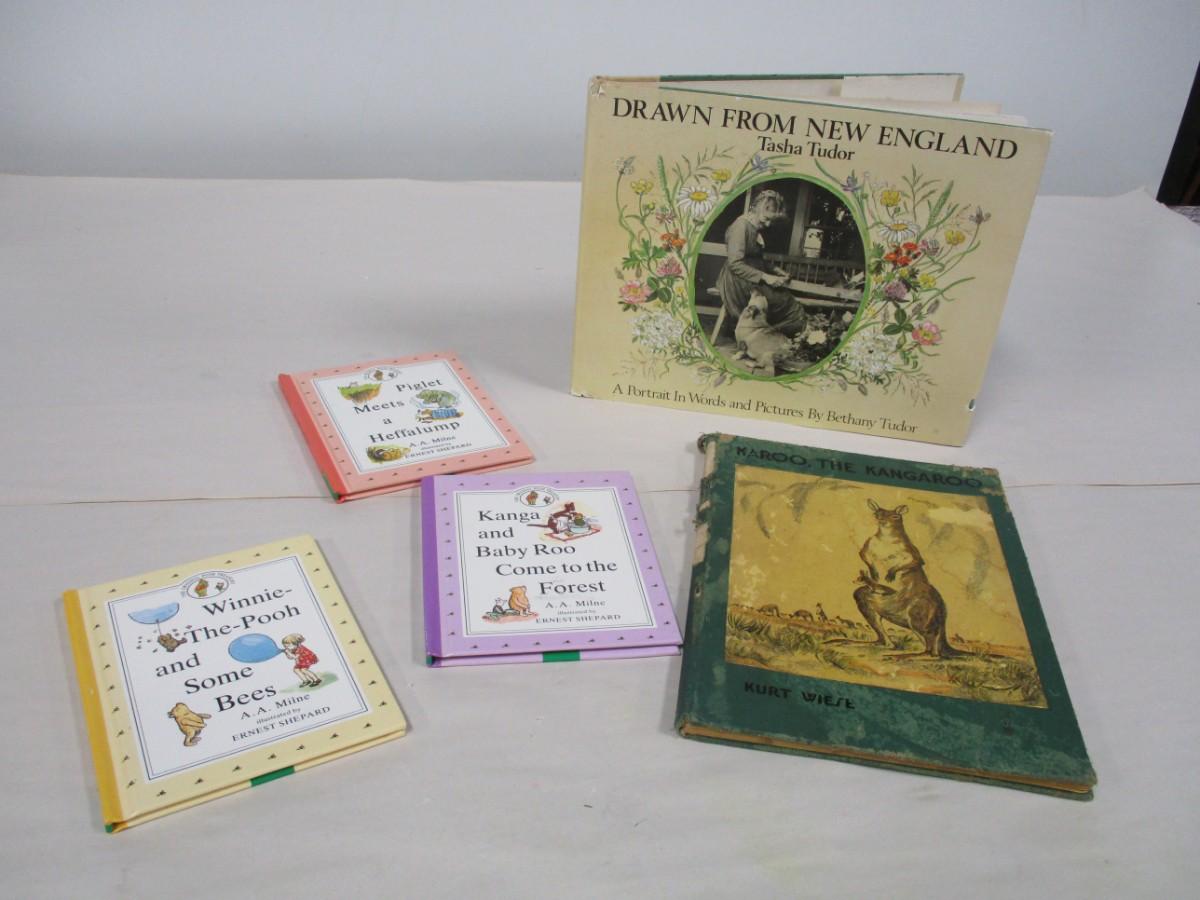 DRAWN FROM NEW ENGLAND
Tasha Tudor
A Portrait In Words and Pictures By Bethany Tudor
Piglet
Meets
a
Heffalump
A.A. Milne
illustrated by
ERNEST SHEPARD
Kanga
and
Baby Roo
Come to the
Forest
A.A. Milne
illustrated by
ERNEST SHEPARD
KAROO, THE KANGAROO
KURT WIESE
Winnie-
The-Pooh
and
Some
Bees
A.A. Milne
illustrated by
ERNEST SHEPARD